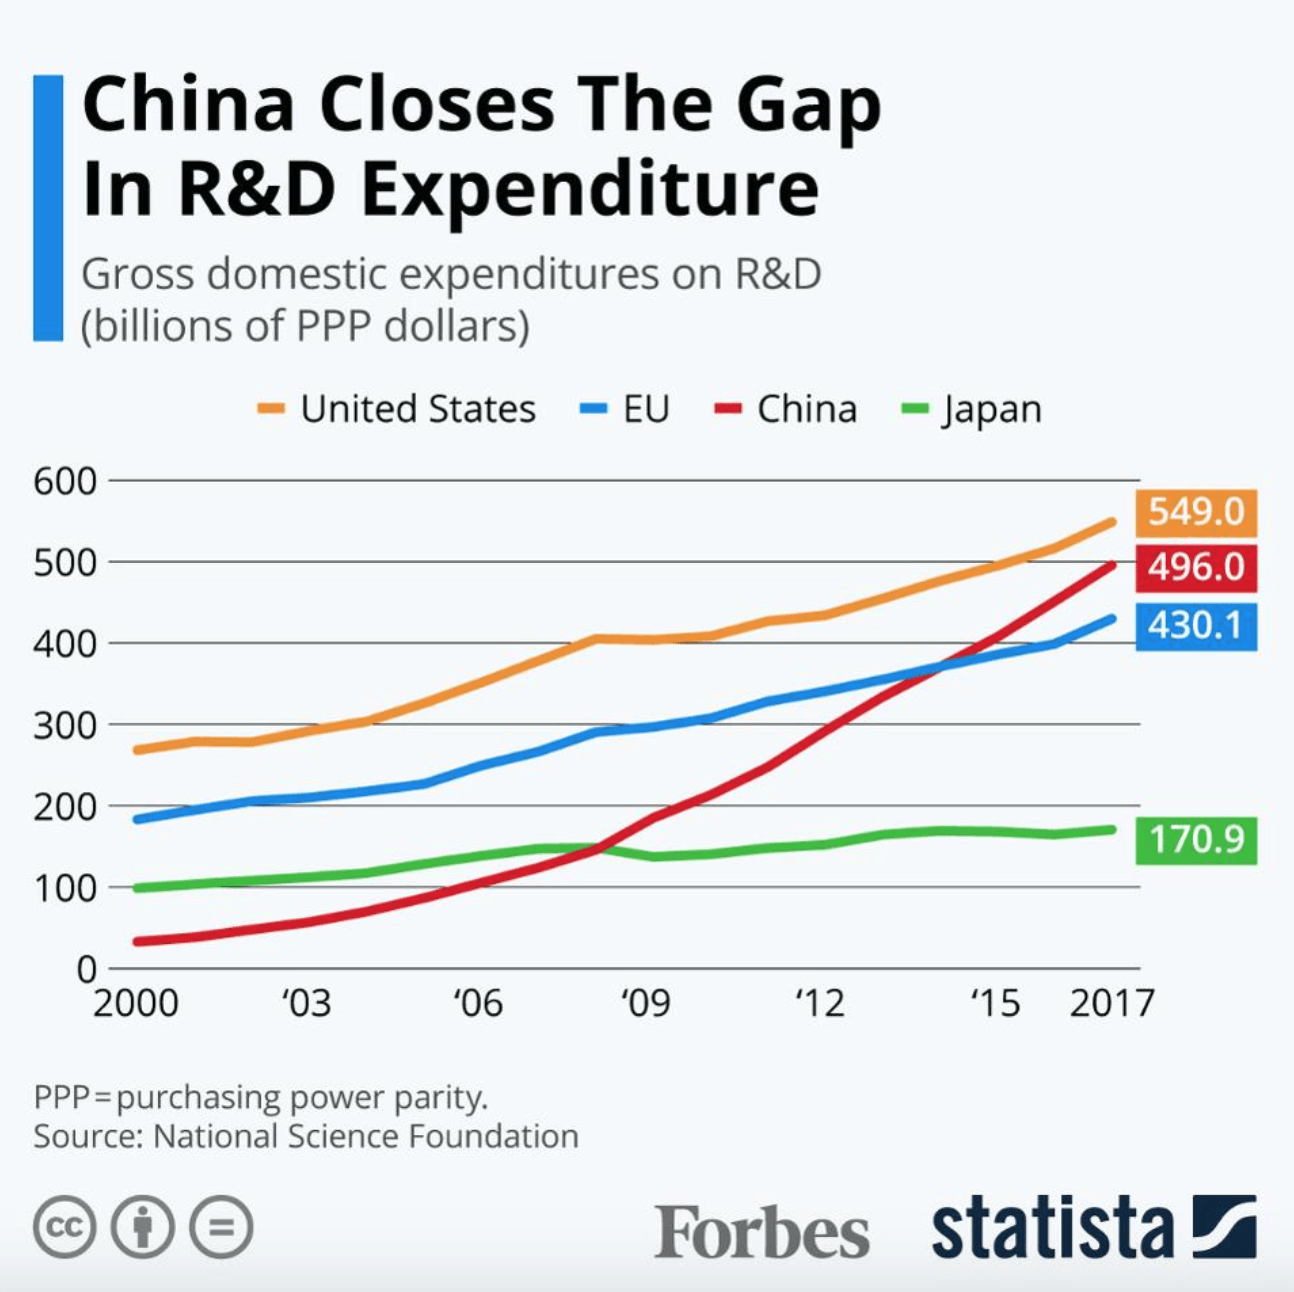 China Closes The Gap
In R&D Expenditure
Gross domestic expenditures on R&D
(billions of PPP dollars)
United States EU China Japan
600
549.0
500
496.0
430.1
400
300
200
170.9
100
0
2000 ‘03 ‘06 ‘09 ‘12 ‘15 2017
PPP=purchasing power parity.
Source: National Science Foundation
cc
Forbes statista